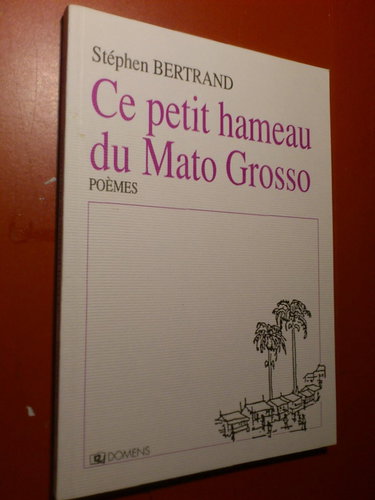 Stéphen BERTRAND
Ce petit hameau
du Mato Grosso
POÈMES
DOMENS